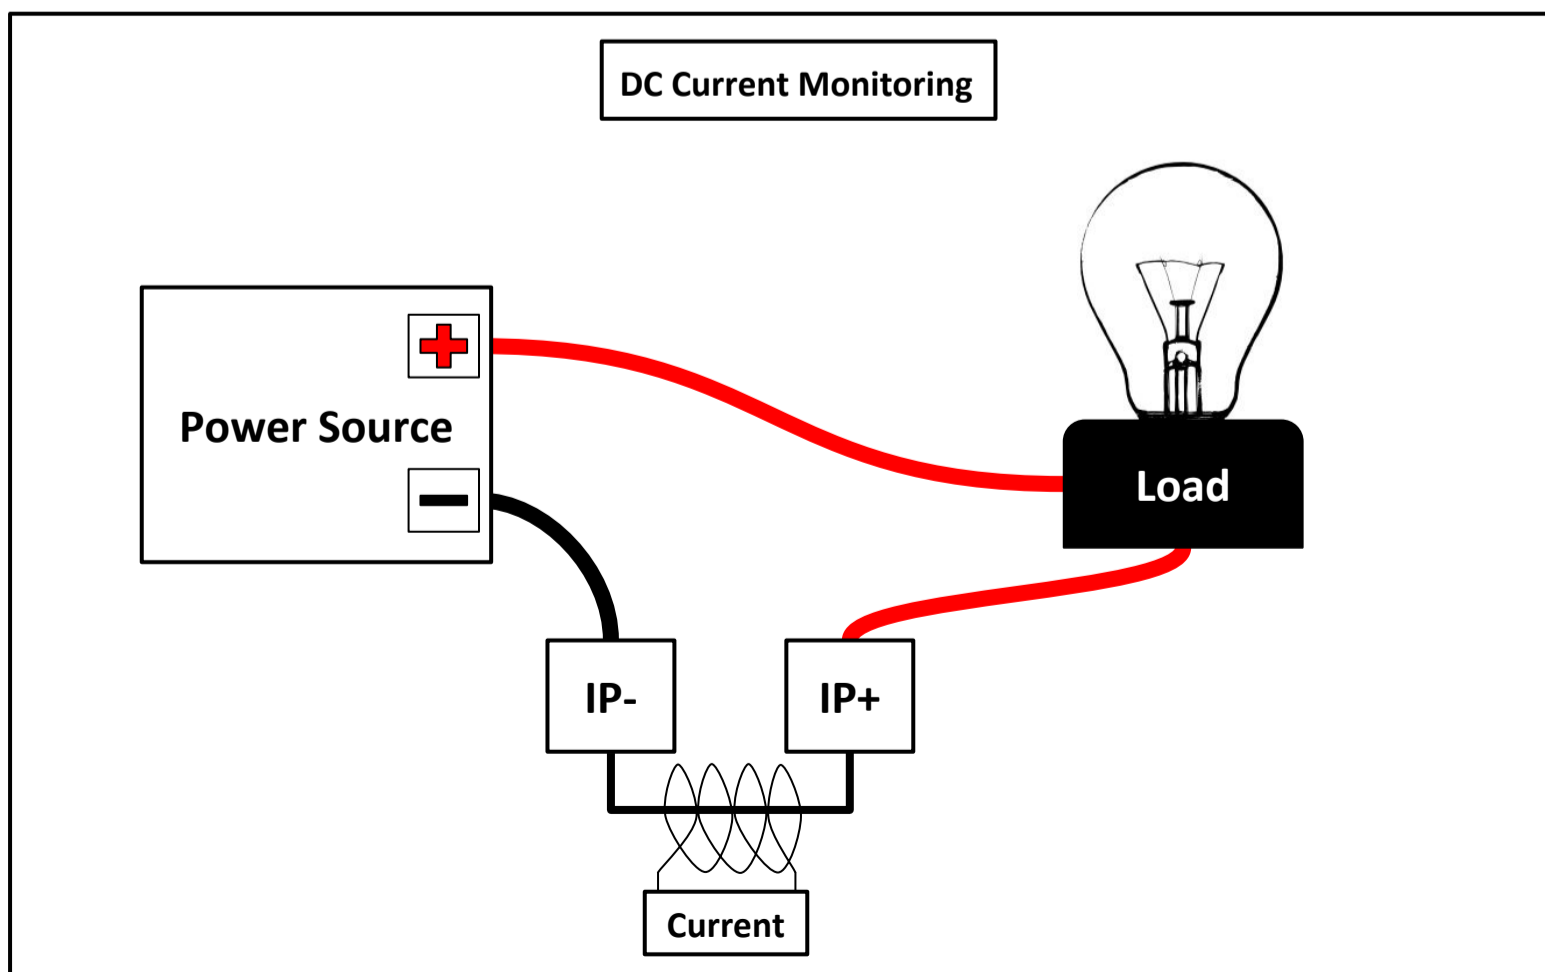 DC Current Monitoring
Power Source
Load
IP-
IP+
Current